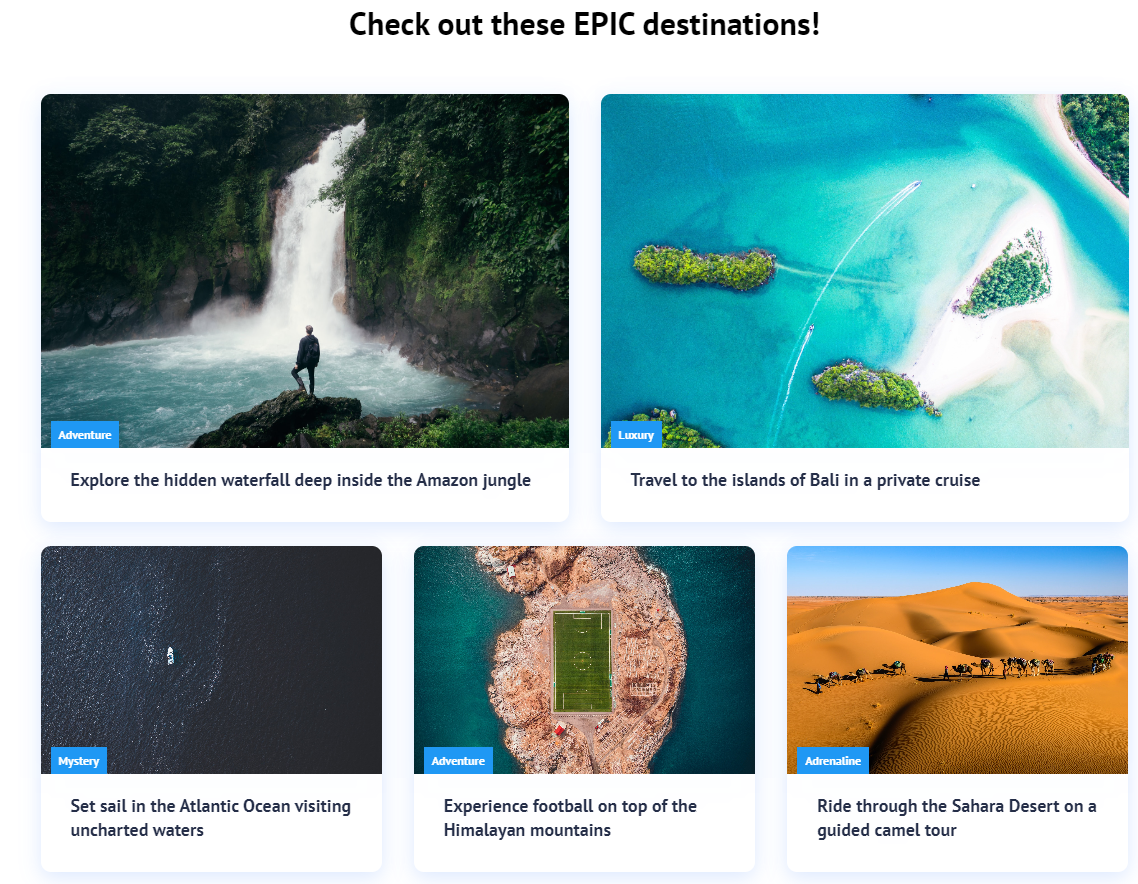 Check out these EPIC destinations!
Adventure
Explore the hidden waterfall deep inside the Amazon jungle
Luxury
Travel to the islands of Bali in a private cruise
Mystery
Set sail in the Atlantic Ocean visiting
uncharted waters
Adventure
Experience football on top of the
Himalayan mountains
Adrenaline
Ride through the Sahara Desert on a
guided camel tour